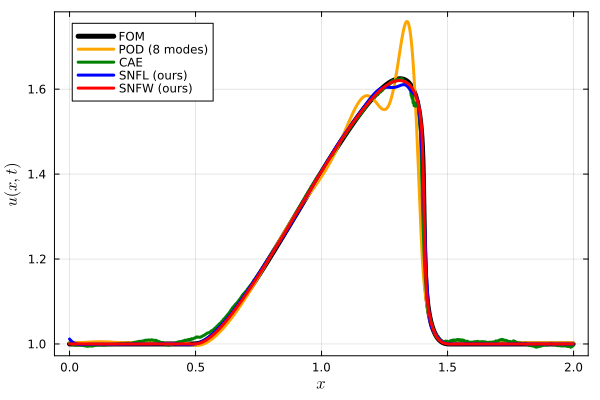 FOM
POD (8 modes)
CAE
SNFL (ours)
SNFW (ours)
u(x, t)
1.6
1.4
1.2
1.0
0.0 0.5 1.0 1.5 2.0
x